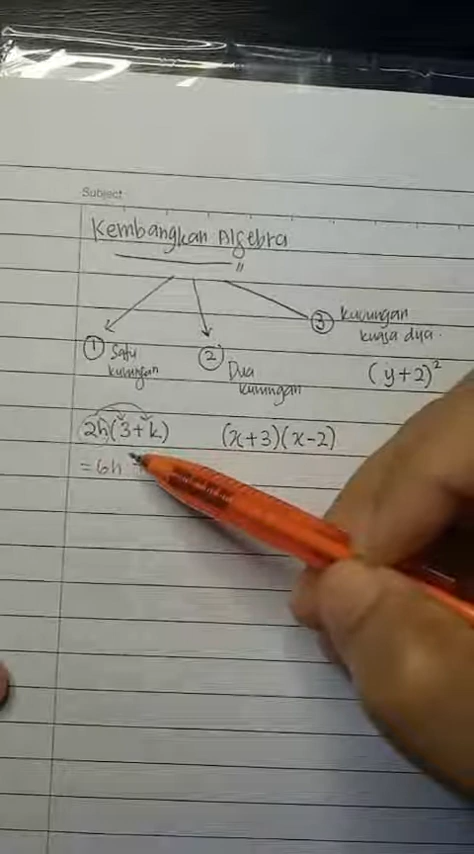 Subject
Kembangkan Algebra
① Satu
kurungan
② Dua
kurungan
③ kurungan
kuasa dua.
2h(3+k)
= 6h +
(x+3)(x-2)
(y+2)²